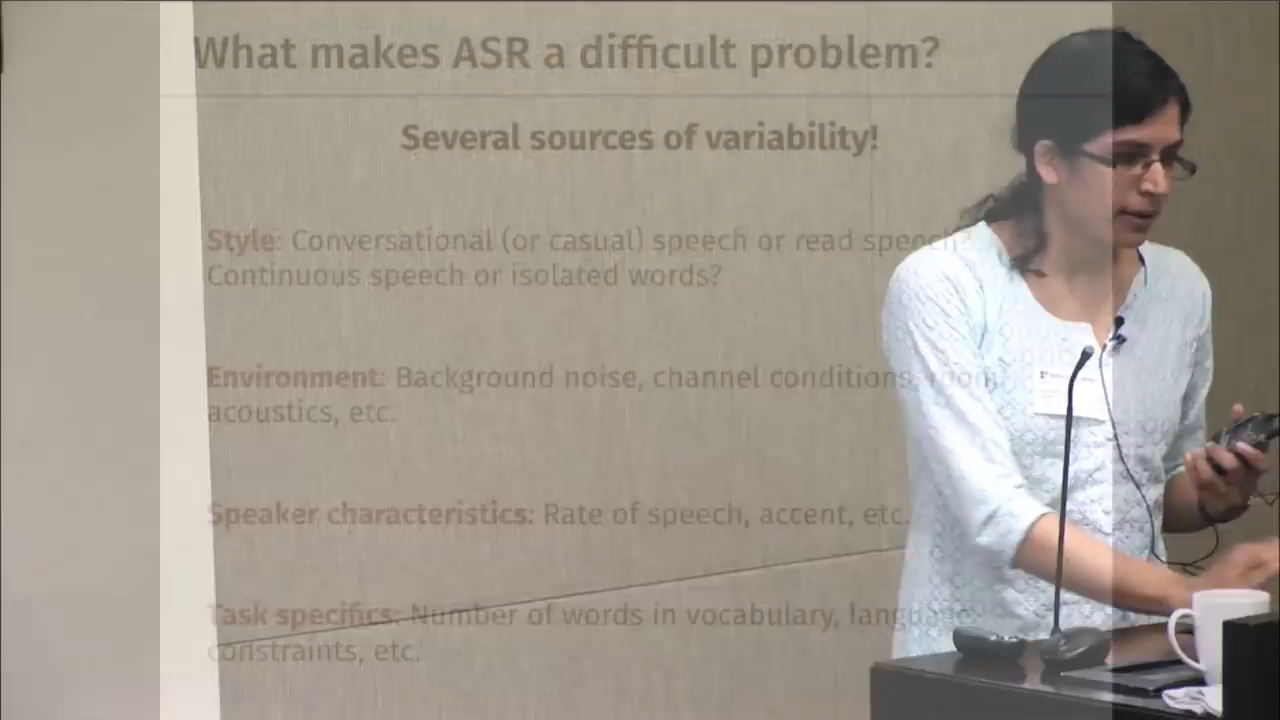 What makes ASR a difficult problem?
Several sources of variability!
Style: Conversational (or casual) speech or read speech?
Continuous speech or isolated words?
Environment: Background noise, channel conditions, room
acoustics, etc.
Speaker characteristics: Rate of speech, accent, etc.
Task specifics: Number of words in vocabulary, language
constraints, etc.